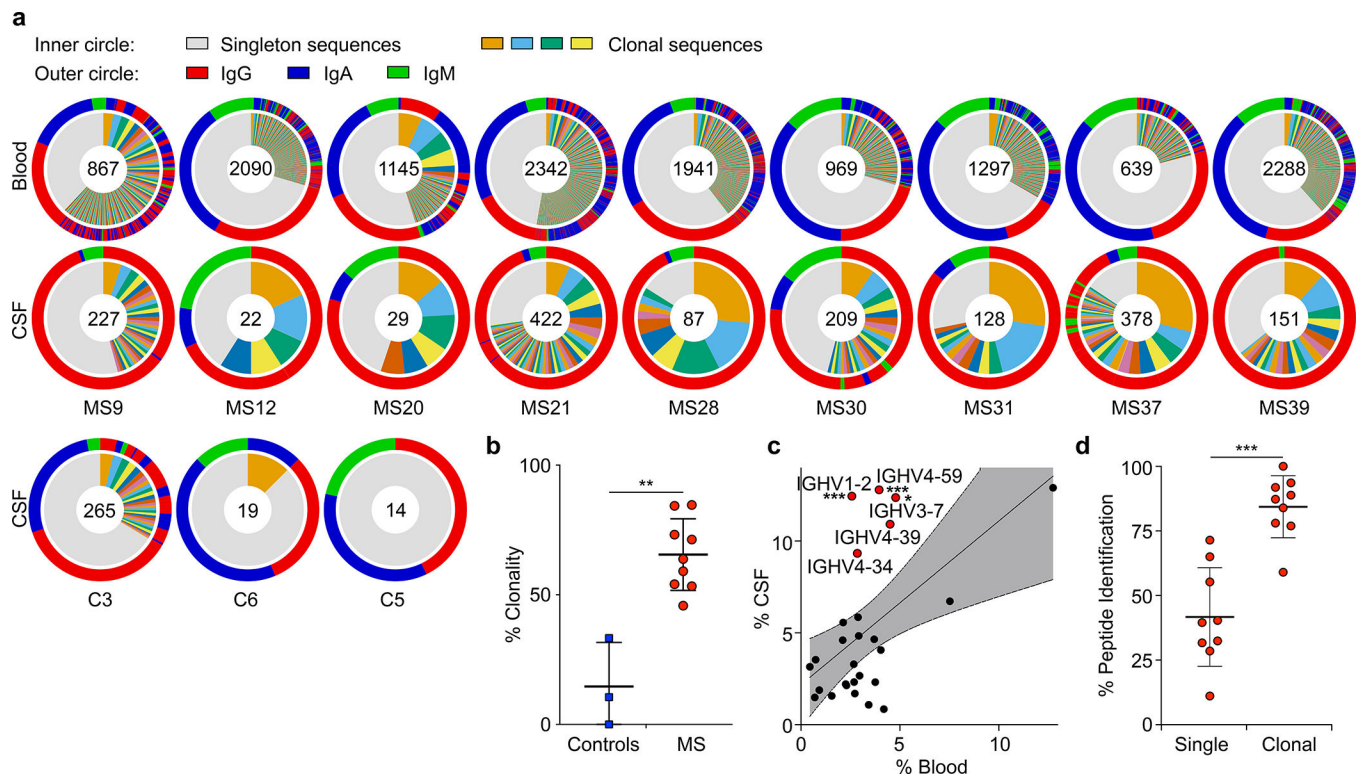 a
Inner circle: Singleton sequences Clonal sequences
Outer circle: IgG IgA IgM
Blood
867 2090 1145 2342 1941 969 1297 639 2288
CSF
227 22 29 422 87 209 128 378 151
MS9 MS12 MS20 MS21 MS28 MS30 MS31 MS37 MS39
CSF
265 19 14
C3 C6 C5
b
% Clonality
100
50
0
**
Controls MS
c
% CSF
10
5
0
IGHV1-2 IGHV4-59
*** *** *
IGHV3-7
IGHV4-39
IGHV4-34
0 5 10
% Blood
d
% Peptide Identification
100
75
50
25
0
***
Single Clonal